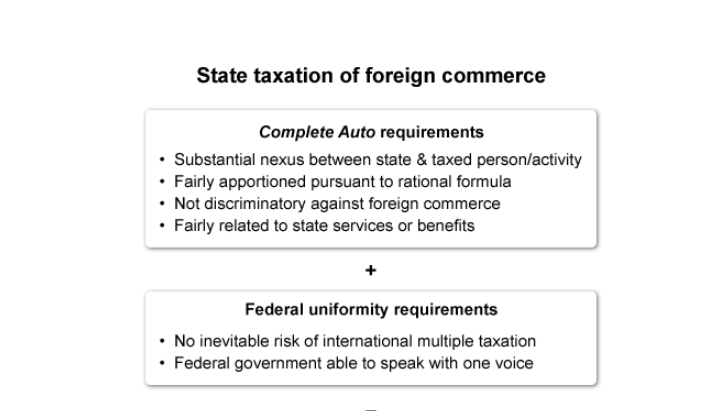 State taxation of foreign commerce
Complete Auto requirements
• Substantial nexus between state & taxed person/activity
• Fairly apportioned pursuant to rational formula
• Not discriminatory against foreign commerce
• Fairly related to state services or benefits
+
Federal uniformity requirements
• No inevitable risk of international multiple taxation
• Federal government able to speak with one voice